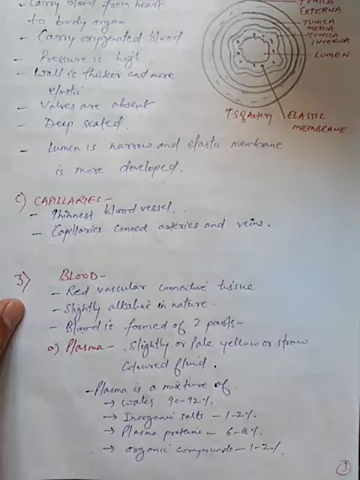 - Carry blood from heart
to body organ
- Carry oxygenated blood
- Pressure is high
- Wall is thicker and more
elastic
- Valves are absent
- Deep seated.
- Lumen is narrow and elastic membrane
is more developed.
TUNICA
EXTERNA
TUNICA
MEDIA
TUNICA
INTERNA
LUMEN
TS of Artery
ELASTIC
MEMBRANE
c) CAPILLARIES -
- Thinnest blood vessel.
- Capillaries connect arteries and veins.
3) BLOOD -
- Red vascular connective tissue
- Slightly alkaline in nature
- Blood is formed of 2 parts -
a) Plasma - Slightly or Pale yellow or straw
coloured fluid.
- Plasma is a mixture of
→ water 90-92%
→ Inorganic salts - 1-2%
→ Plasma proteins - 6-8%
→ organic compounds - 1-2%
3